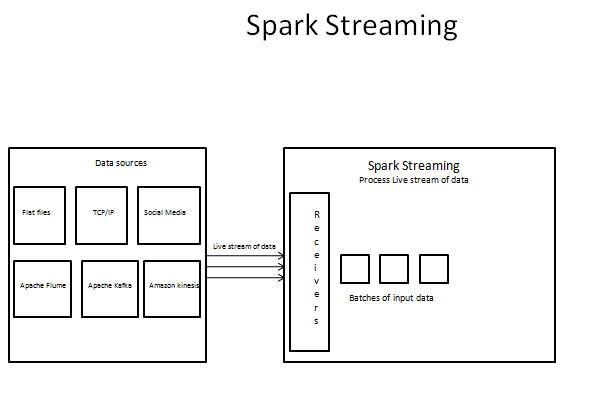 Spark Streaming
Data sources
Flat files
TCP/IP
Social Media
Apache Flume
Apache Kafka
Amazon kinesis
Live stream of data
Spark Streaming
Process Live stream of data
Receivers
Batches of input data